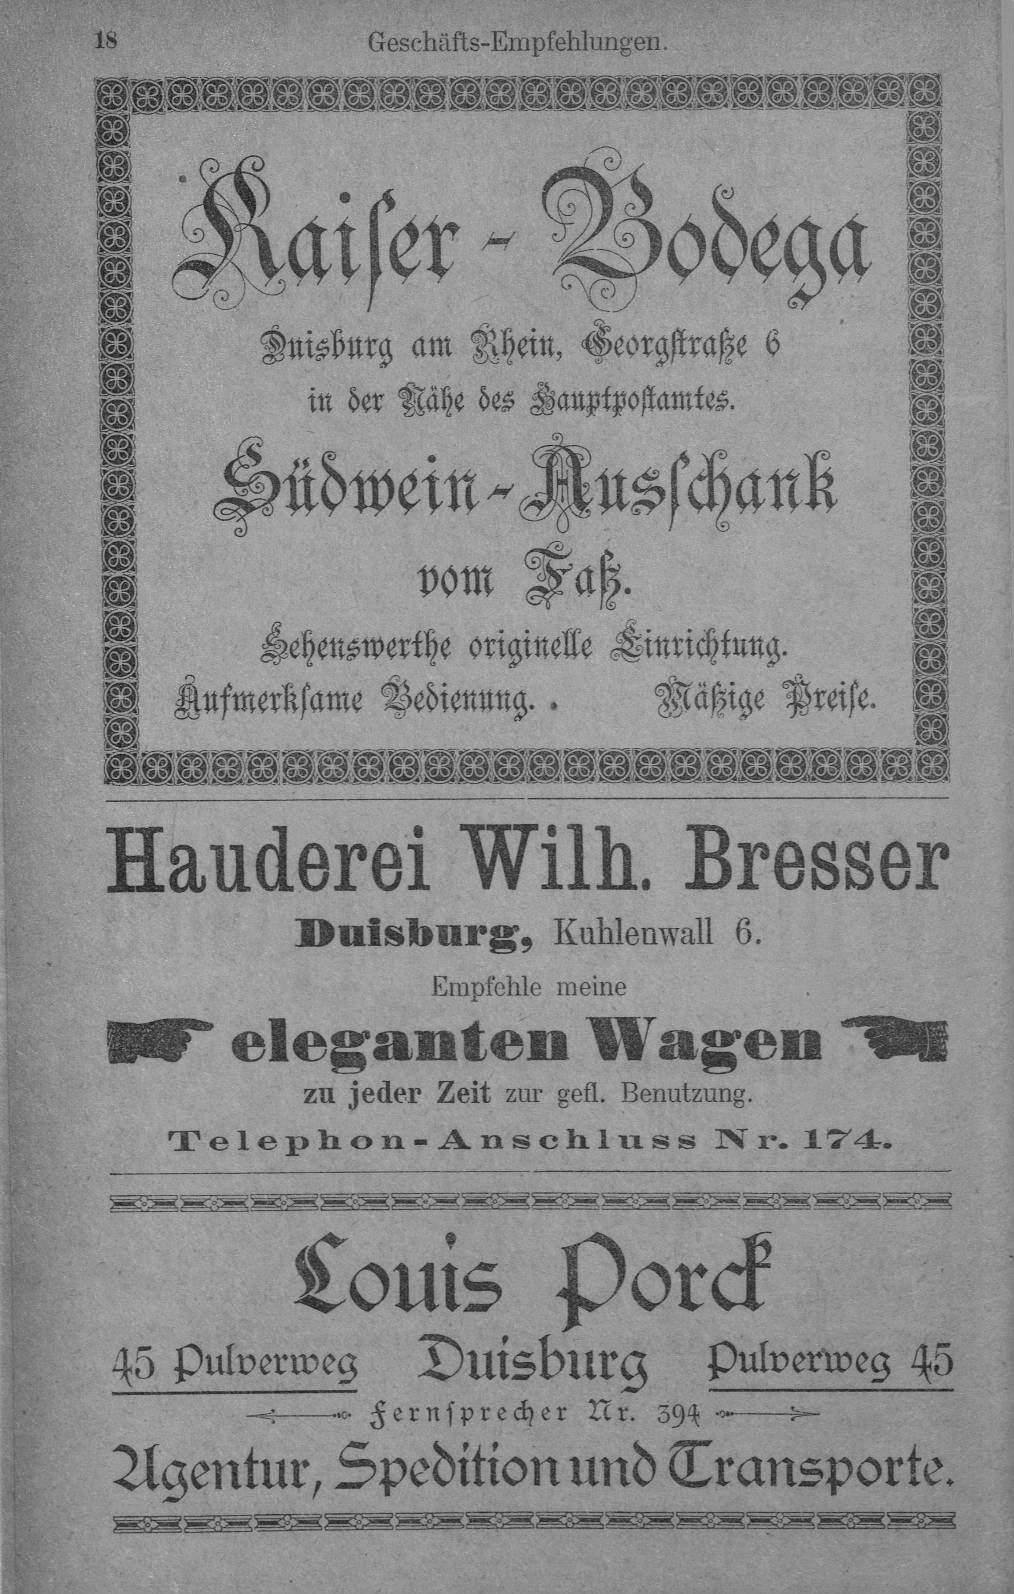 18 Geschäfts-Empfehlungen.
Kaiser-Bodega
Duisburg am Rhein, Georgstraße 6
in der Nähe des Hauptpostamtes.
Südwein-Ausschank
vom Faß.
Sehenswerthe originelle Einrichtung.
Aufmerksame Bedienung. Mäßige Preise.
Hauderei Wilh. Bresser
Duisburg, Kuhlenwall 6.
Empfehle meine
eleganten Wagen
zu jeder Zeit zur gefl. Benutzung.
Telephon-Anschluss Nr. 174.
Louis Porck
45 Pulverweg Duisburg Pulverweg 45
Fernsprecher Nr. 394
Agentur, Spedition und Transporte.